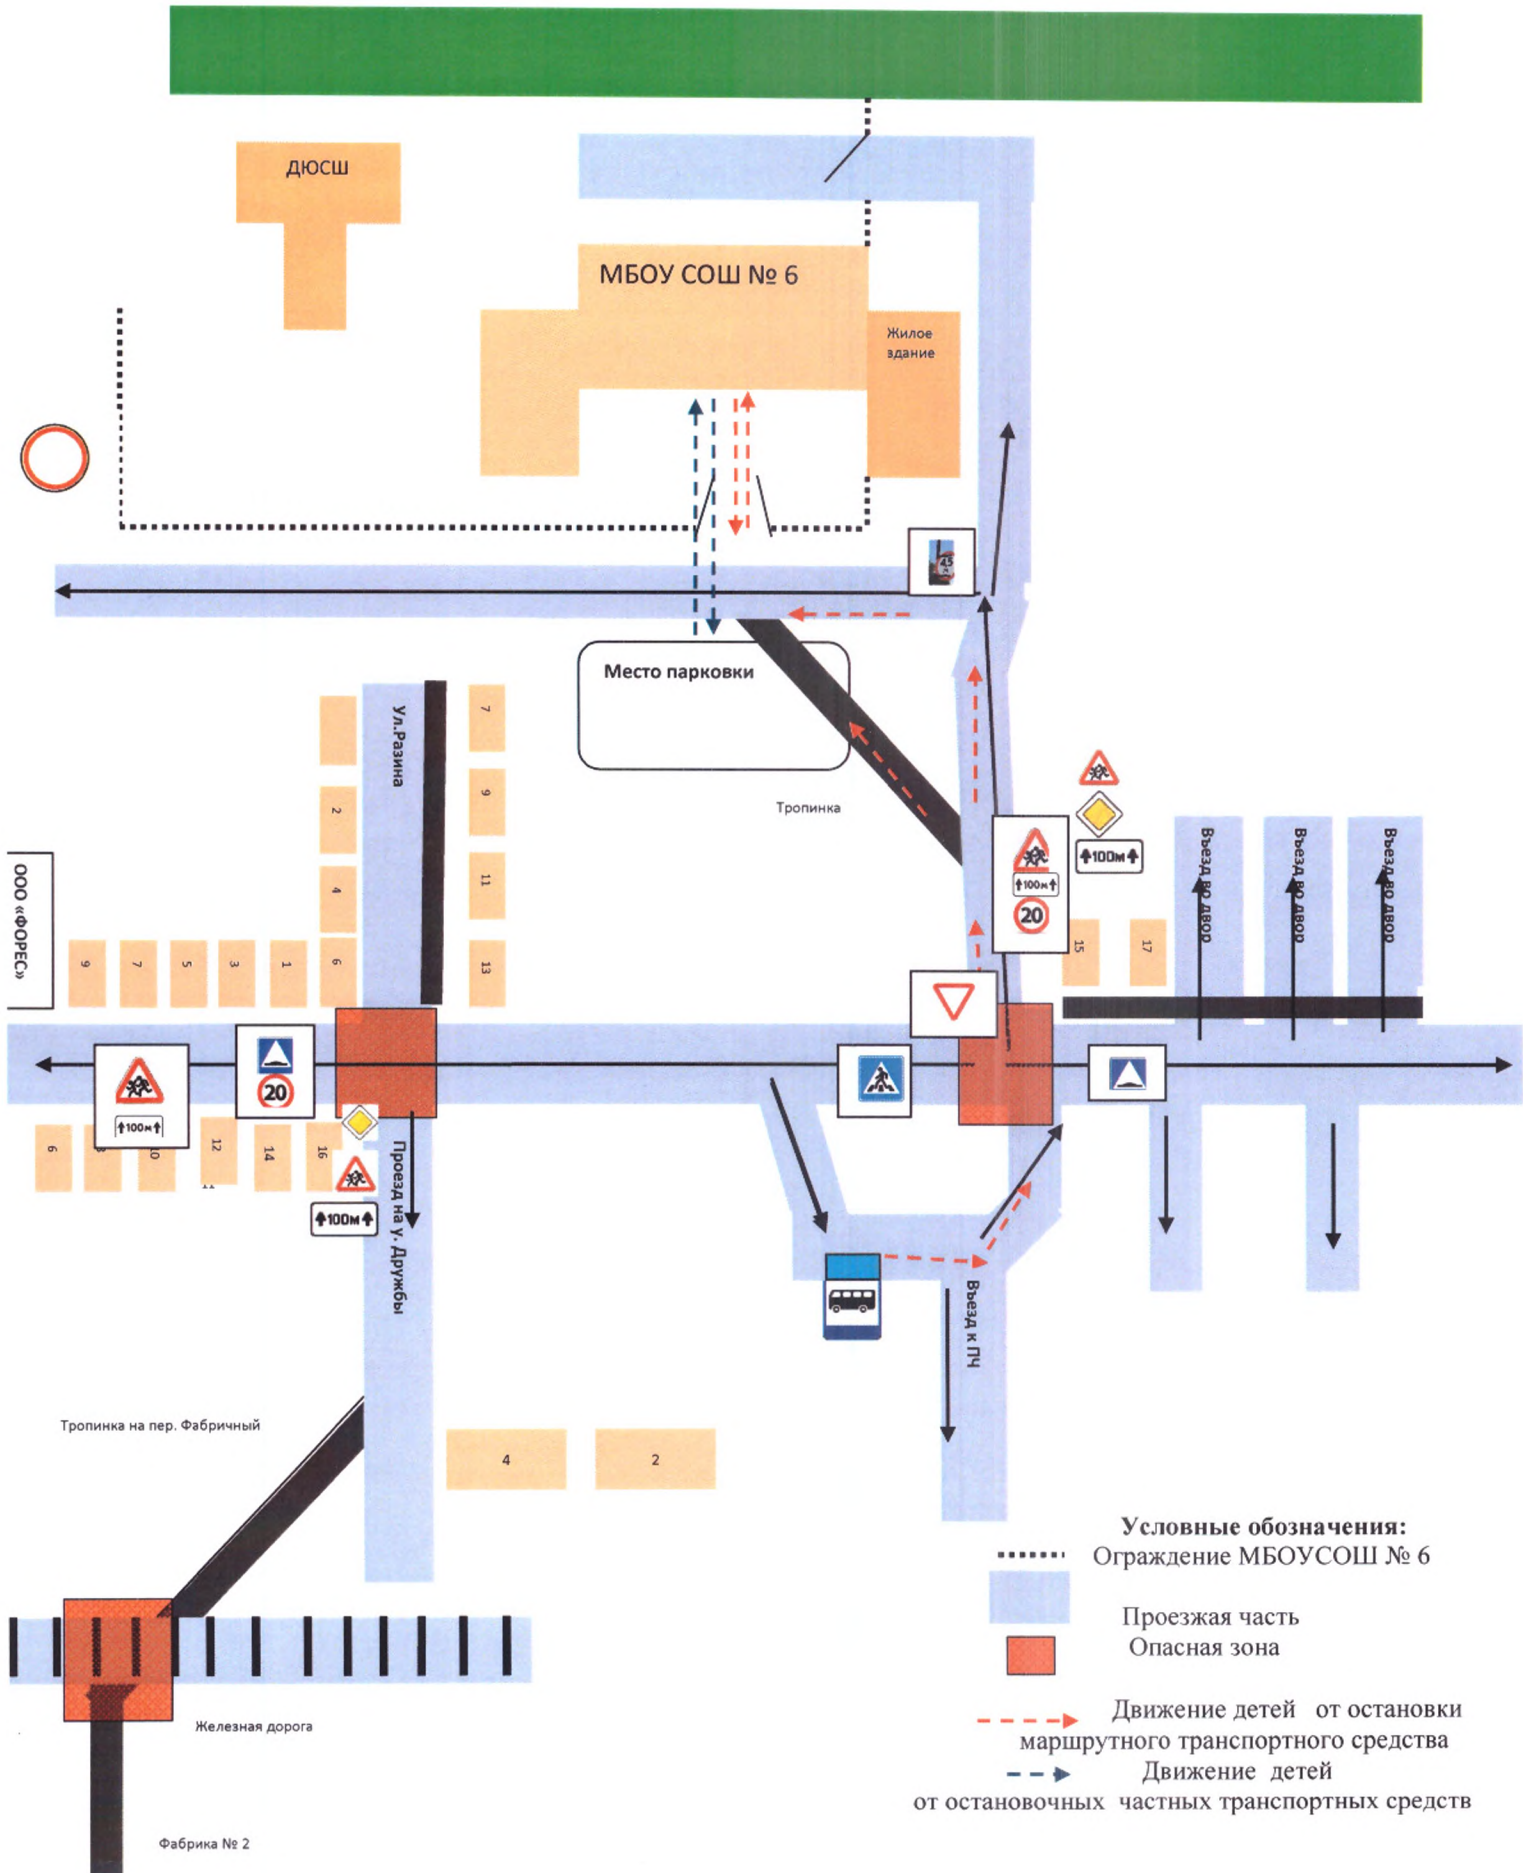 ДЮСШ
МБОУ СОШ № 6
Жилое
здание
4,5
м
Место парковки
Ул.Разина
7
2
9
Тропинка
4
11
100м
100м
20
Въезд во двор
Въезд во двор
Въезд во двор
ООО «ФОРЕС»
9
7
5
3
1
6
13
15
17
20
100м
6
10
12
14
16
100м
Проезд на у. Дружбы
Въезд к ПЧ
Тропинка на пер. Фабричный
4
2
Условные обозначения:
Ограждение МБОУСОШ № 6
Проезжая часть
Опасная зона
Железная дорога
Движение детей от остановки
маршрутного транспортного средства
Движение детей
от остановочных частных транспортных средств
Фабрика № 2